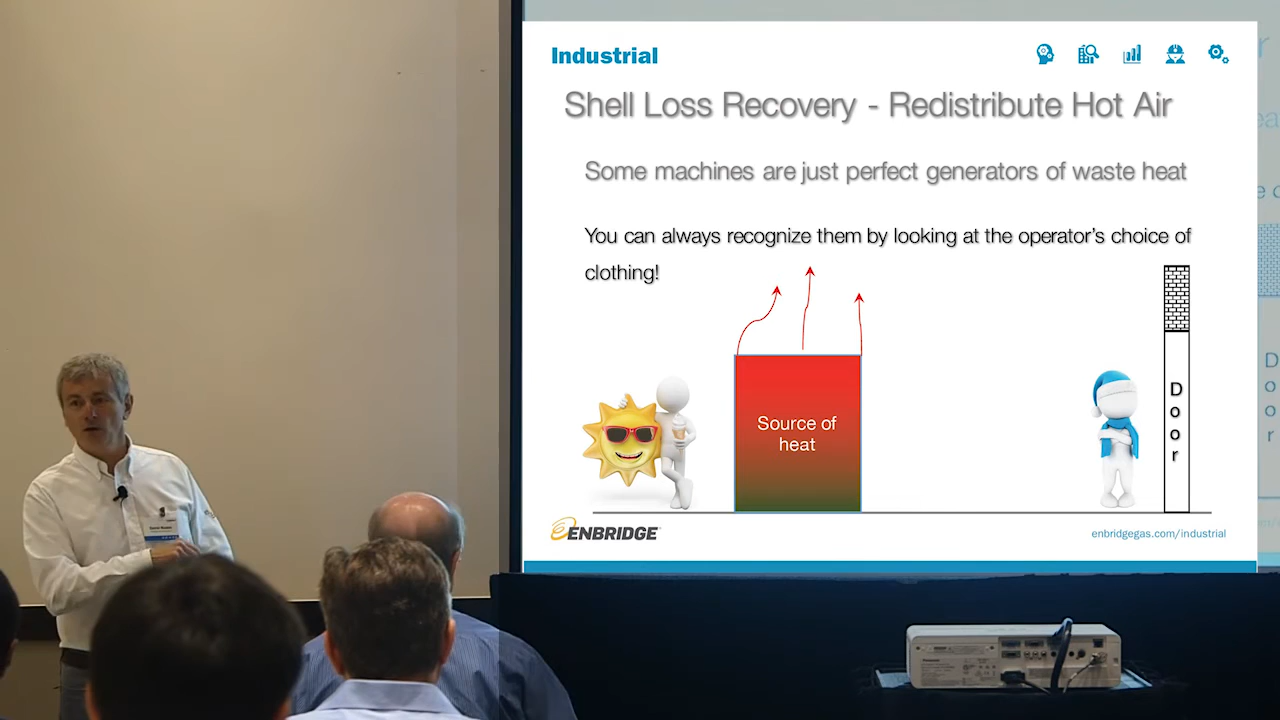 Industrial
Shell Loss Recovery - Redistribute Hot Air
Some machines are just perfect generators of waste heat
You can always recognize them by looking at the operator's choice of
clothing!
Source of
heat
D
o
o
r
ENBRIDGE
enbridgegas.com/industrial
Panasonic
D
o
o
r